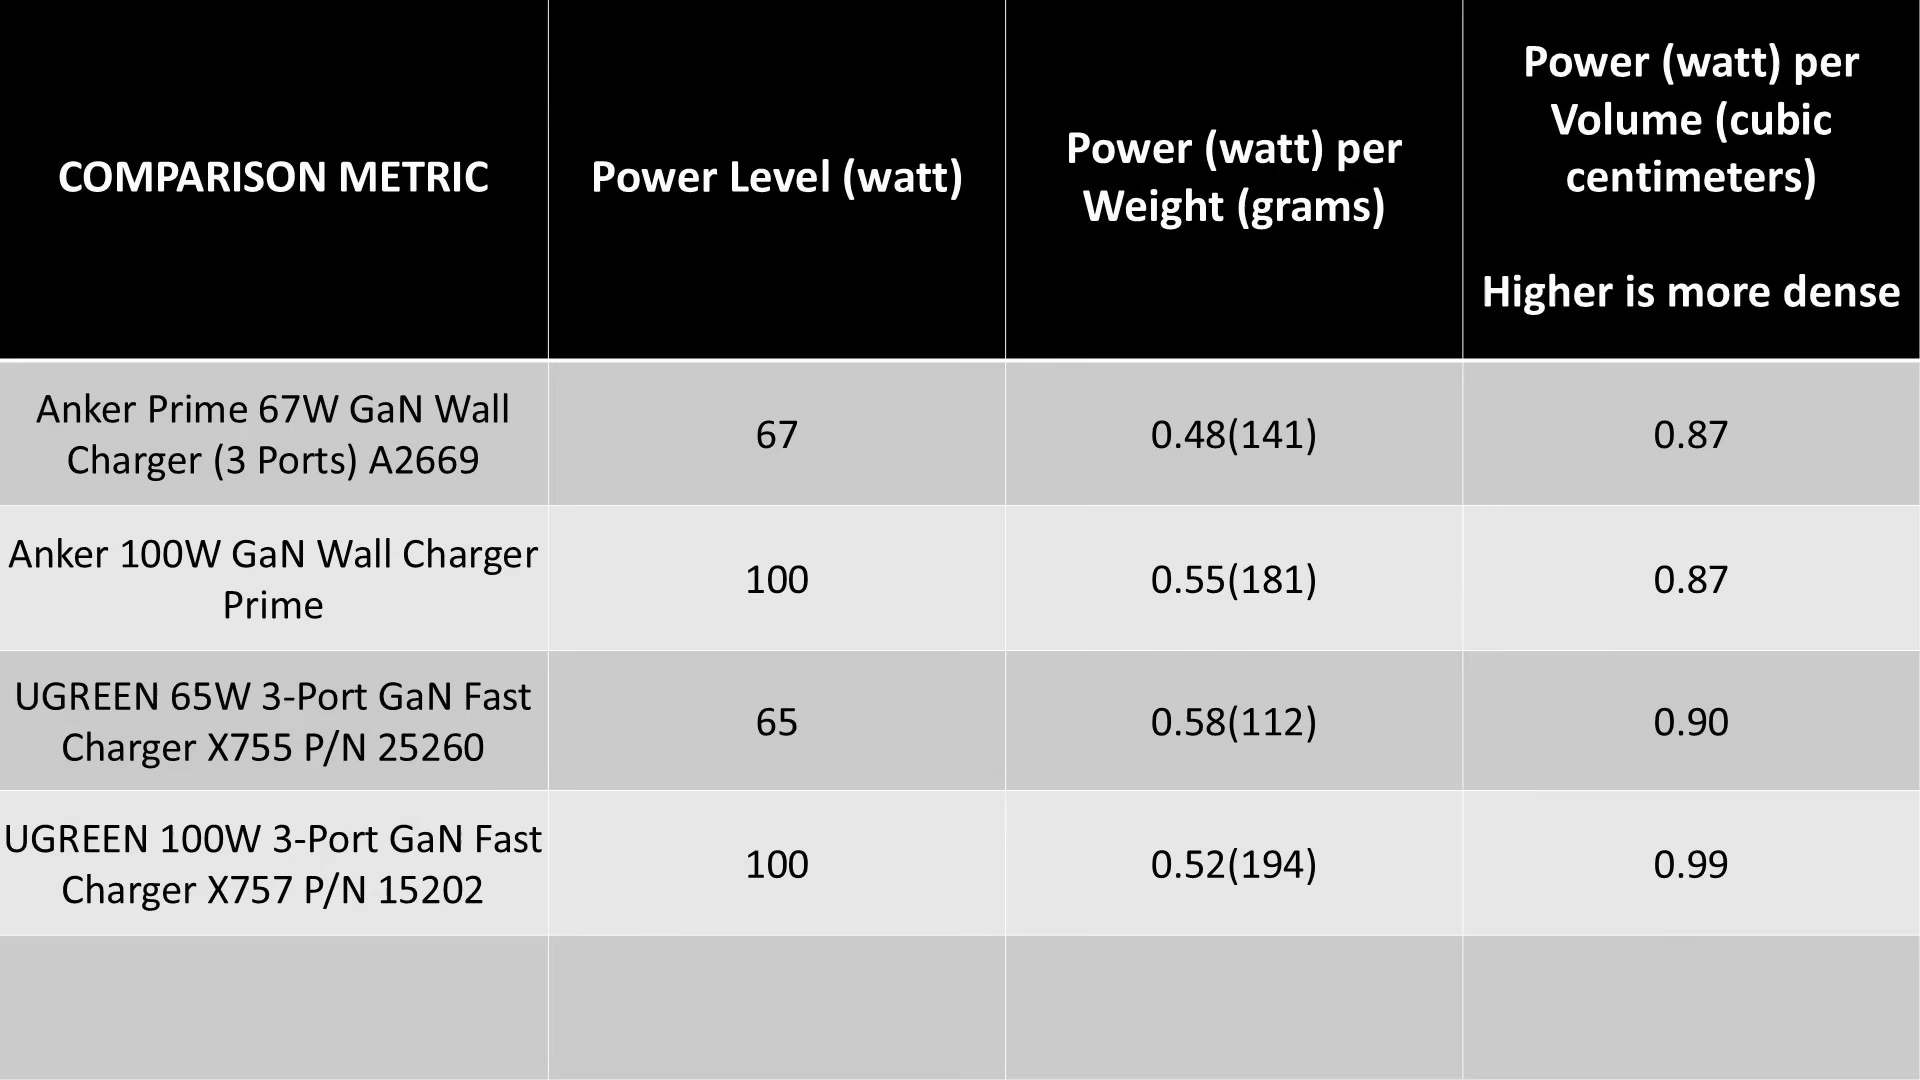 COMPARISON METRIC
Power Level (watt)
Power (watt) per
Weight (grams)
Power (watt) per
Volume (cubic
centimeters)
Higher is more dense
Anker Prime 67W GaN Wall
Charger (3 Ports) A2669
67
0.48(141)
0.87
Anker 100W GaN Wall Charger
Prime
100
0.55(181)
0.87
UGREEN 65W 3-Port GaN Fast
Charger X755 P/N 25260
65
0.58(112)
0.90
UGREEN 100W 3-Port GaN Fast
Charger X757 P/N 15202
100
0.52(194)
0.99